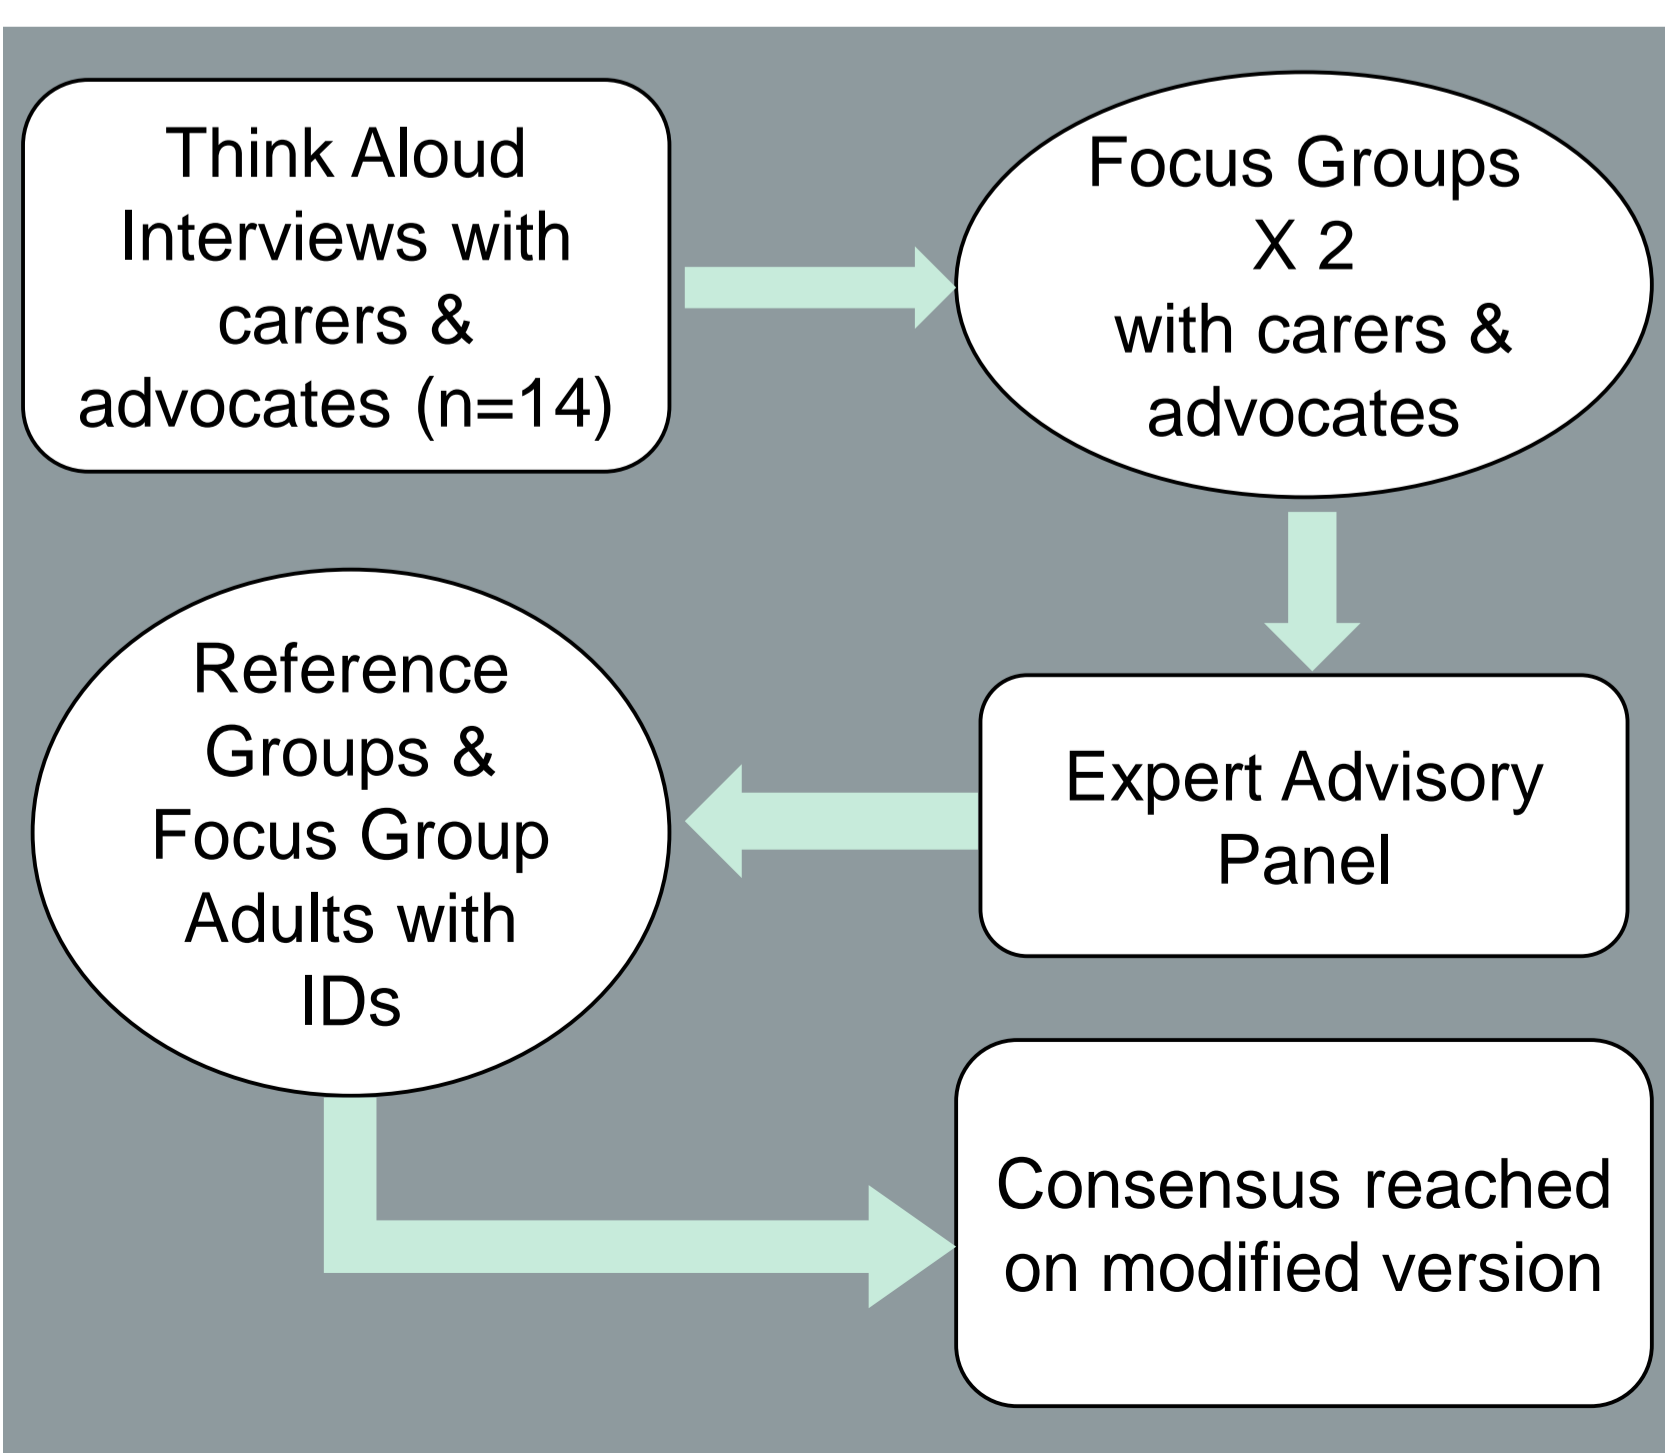 Think Aloud
Interviews with
carers &
advocates (n=14)
Focus Groups
X 2
with carers &
advocates
Expert Advisory
Panel
Reference
Groups &
Focus Group
Adults with
IDs
Consensus reached
on modified version